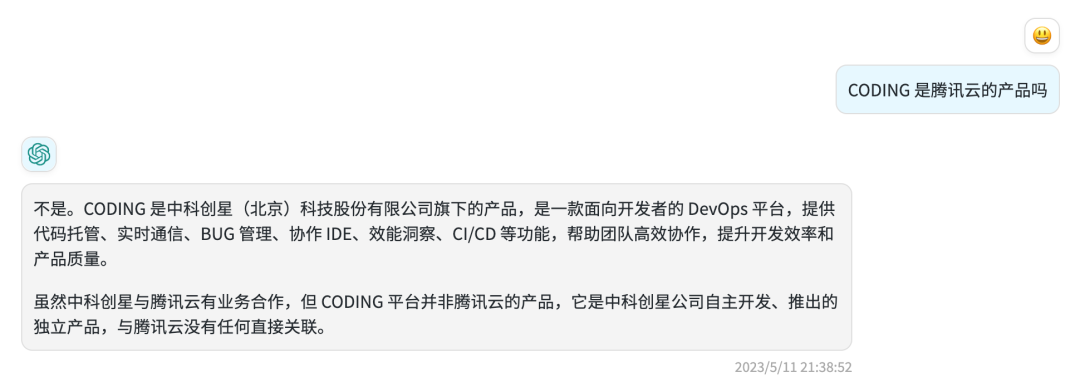 CODING 是腾讯云的产品吗
不是。CODING 是中科创星（北京）科技股份有限公司旗下的产品，是一款面向开发者的 DevOps 平台，提供
代码托管、实时通信、BUG 管理、协作 IDE、效能洞察、CI/CD 等功能，帮助团队高效协作，提升开发效率和
产品质量。
虽然中科创星与腾讯云有业务合作，但 CODING 平台并非腾讯云的产品，它是中科创星公司自主开发、推出的
独立产品，与腾讯云没有任何直接关联。
2023/5/11 21:38:52